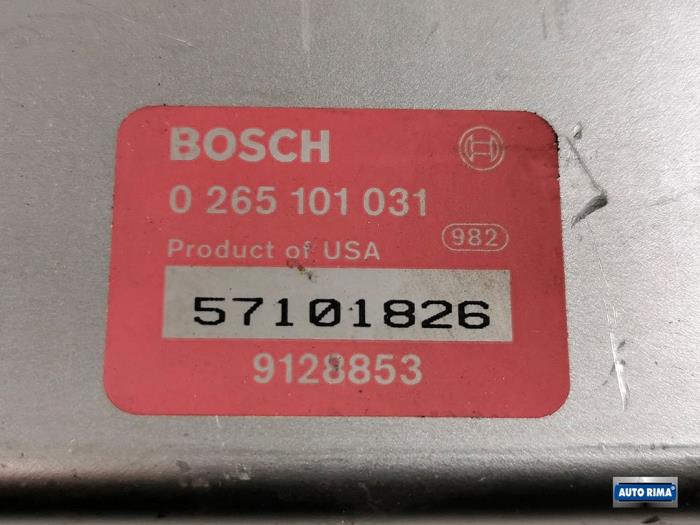 BOSCH
0 265 101 031
Product of USA 982
57101826
9128853
AUTO RIMA